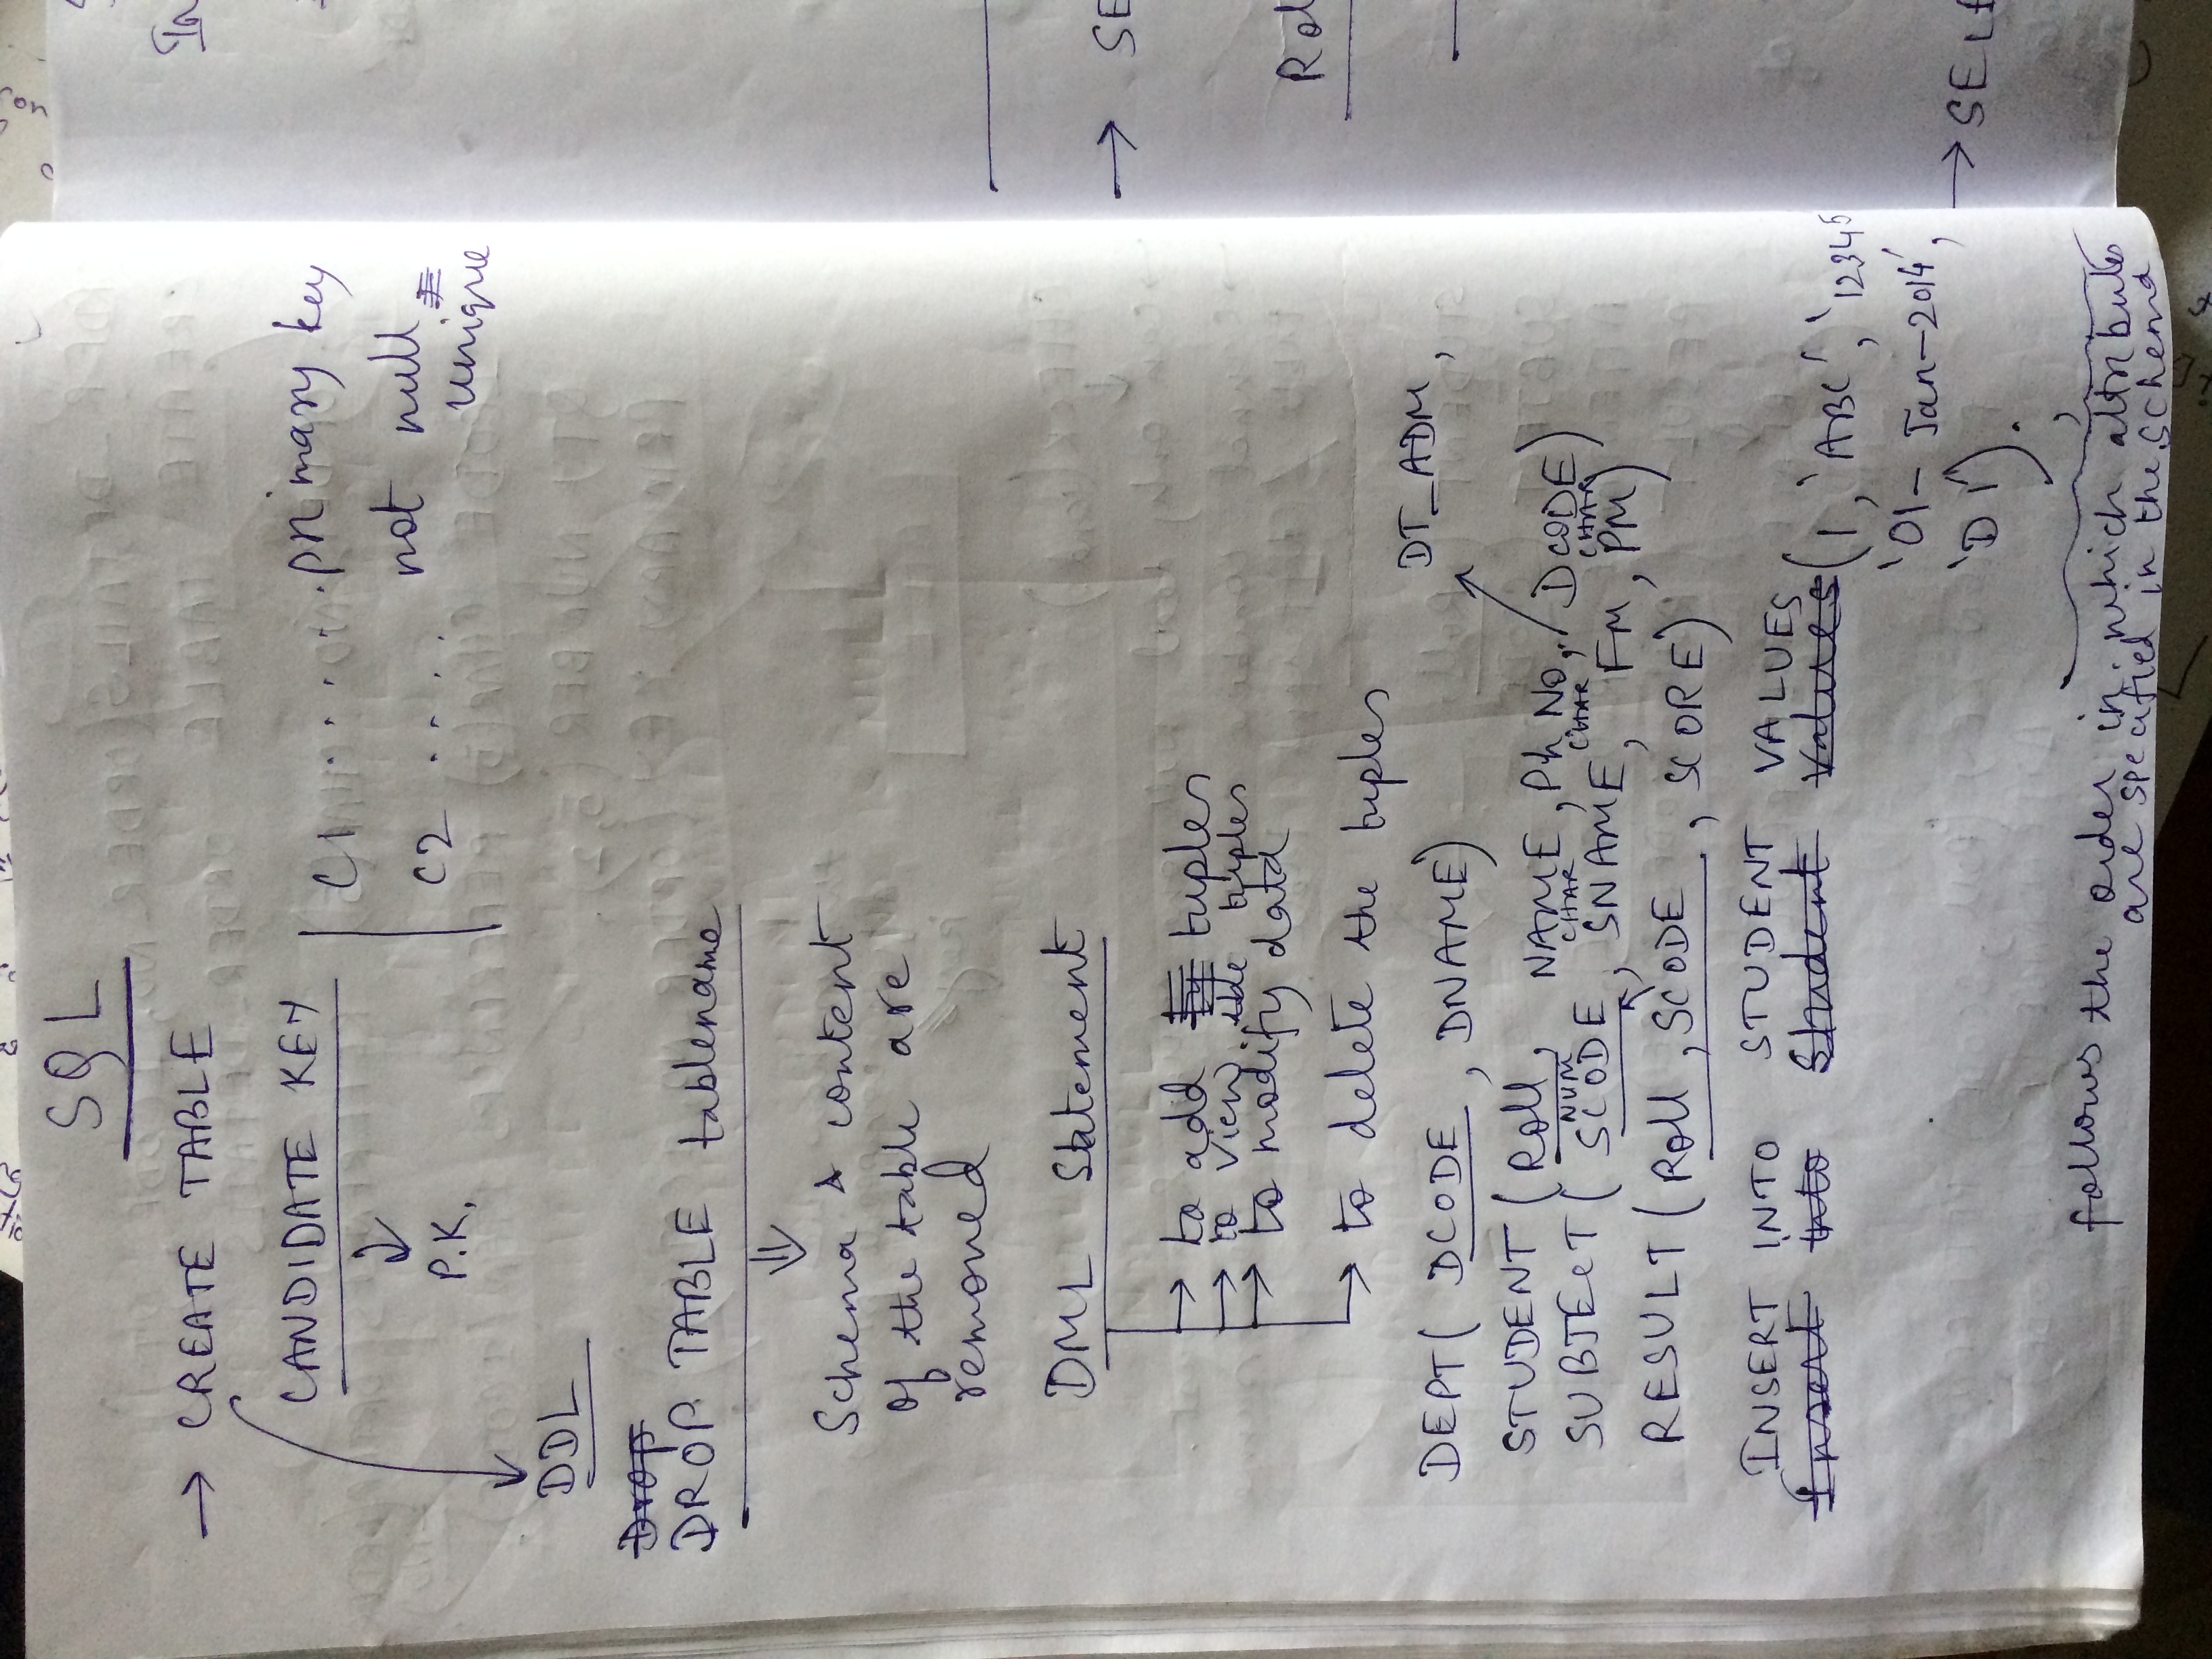 SQL
→ CREATE TABLE
CANDIDATE KEY
P.K.
C1 ...... primary key
C2 .... not null
unique
DDL
Drop
DROP TABLE tablename
Schema & content
of the table are
removed
DML Statement
→ to add tuples
→ to view the tuples
→ to modify data
→ to delete the tuples
DT_ADM,
DEPT( DCODE, DNAME)
STUDENT (Roll, NAME, Ph No, DCODE)
NUM CHAR CHAR CHAR
SUBJECT( SCODE, SNAME, FM, PM)
RESULT (Roll, SCODE, SCORE)
INSERT INTO STUDENT VALUES
Insert into Student Values (1, 'ABC', '12345
'01-Jan-2014',
'D1');
follows the order in which attributes
are specified in the schema
In
→ SE
Rol
→ SELE